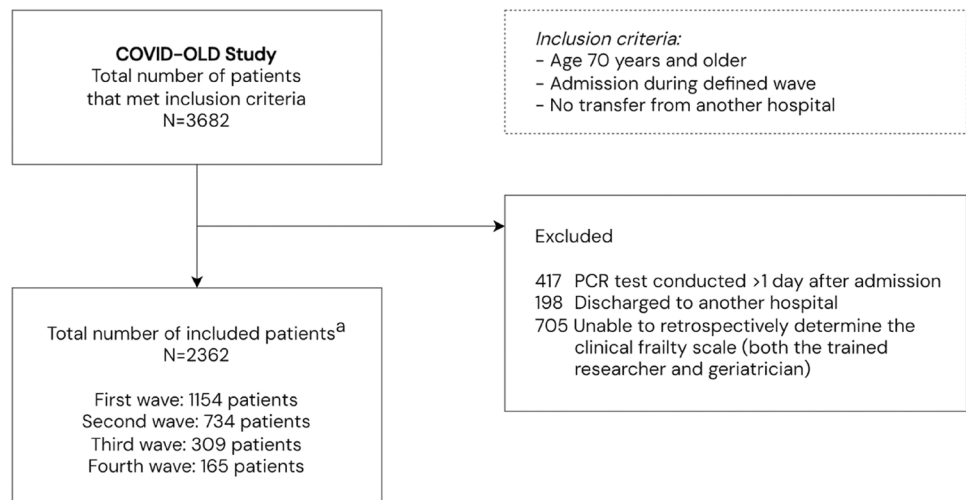 COVID-OLD Study
Total number of patients
that met inclusion criteria
N=3682
Inclusion criteria:
- Age 70 years and older
- Admission during defined wave
- No transfer from another hospital
Excluded
417 PCR test conducted >1 day after admission
198 Discharged to another hospital
705 Unable to retrospectively determine the
clinical frailty scale (both the trained
researcher and geriatrician)
Total number of included patientsa
N=2362
First wave: 1154 patients
Second wave: 734 patients
Third wave: 309 patients
Fourth wave: 165 patients